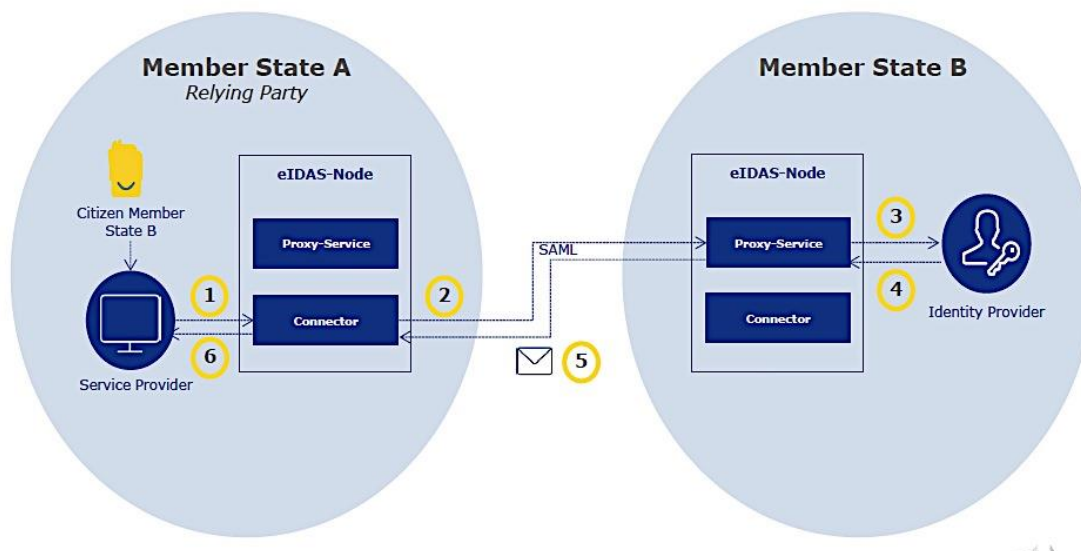 Member State A
Relying Party
Citizen Member
State B
Service Provider
eIDAS-Node
Proxy-Service
Connector
1
6
2
SAML
5
Member State B
eIDAS-Node
Proxy-Service
Connector
3
4
Identity Provider